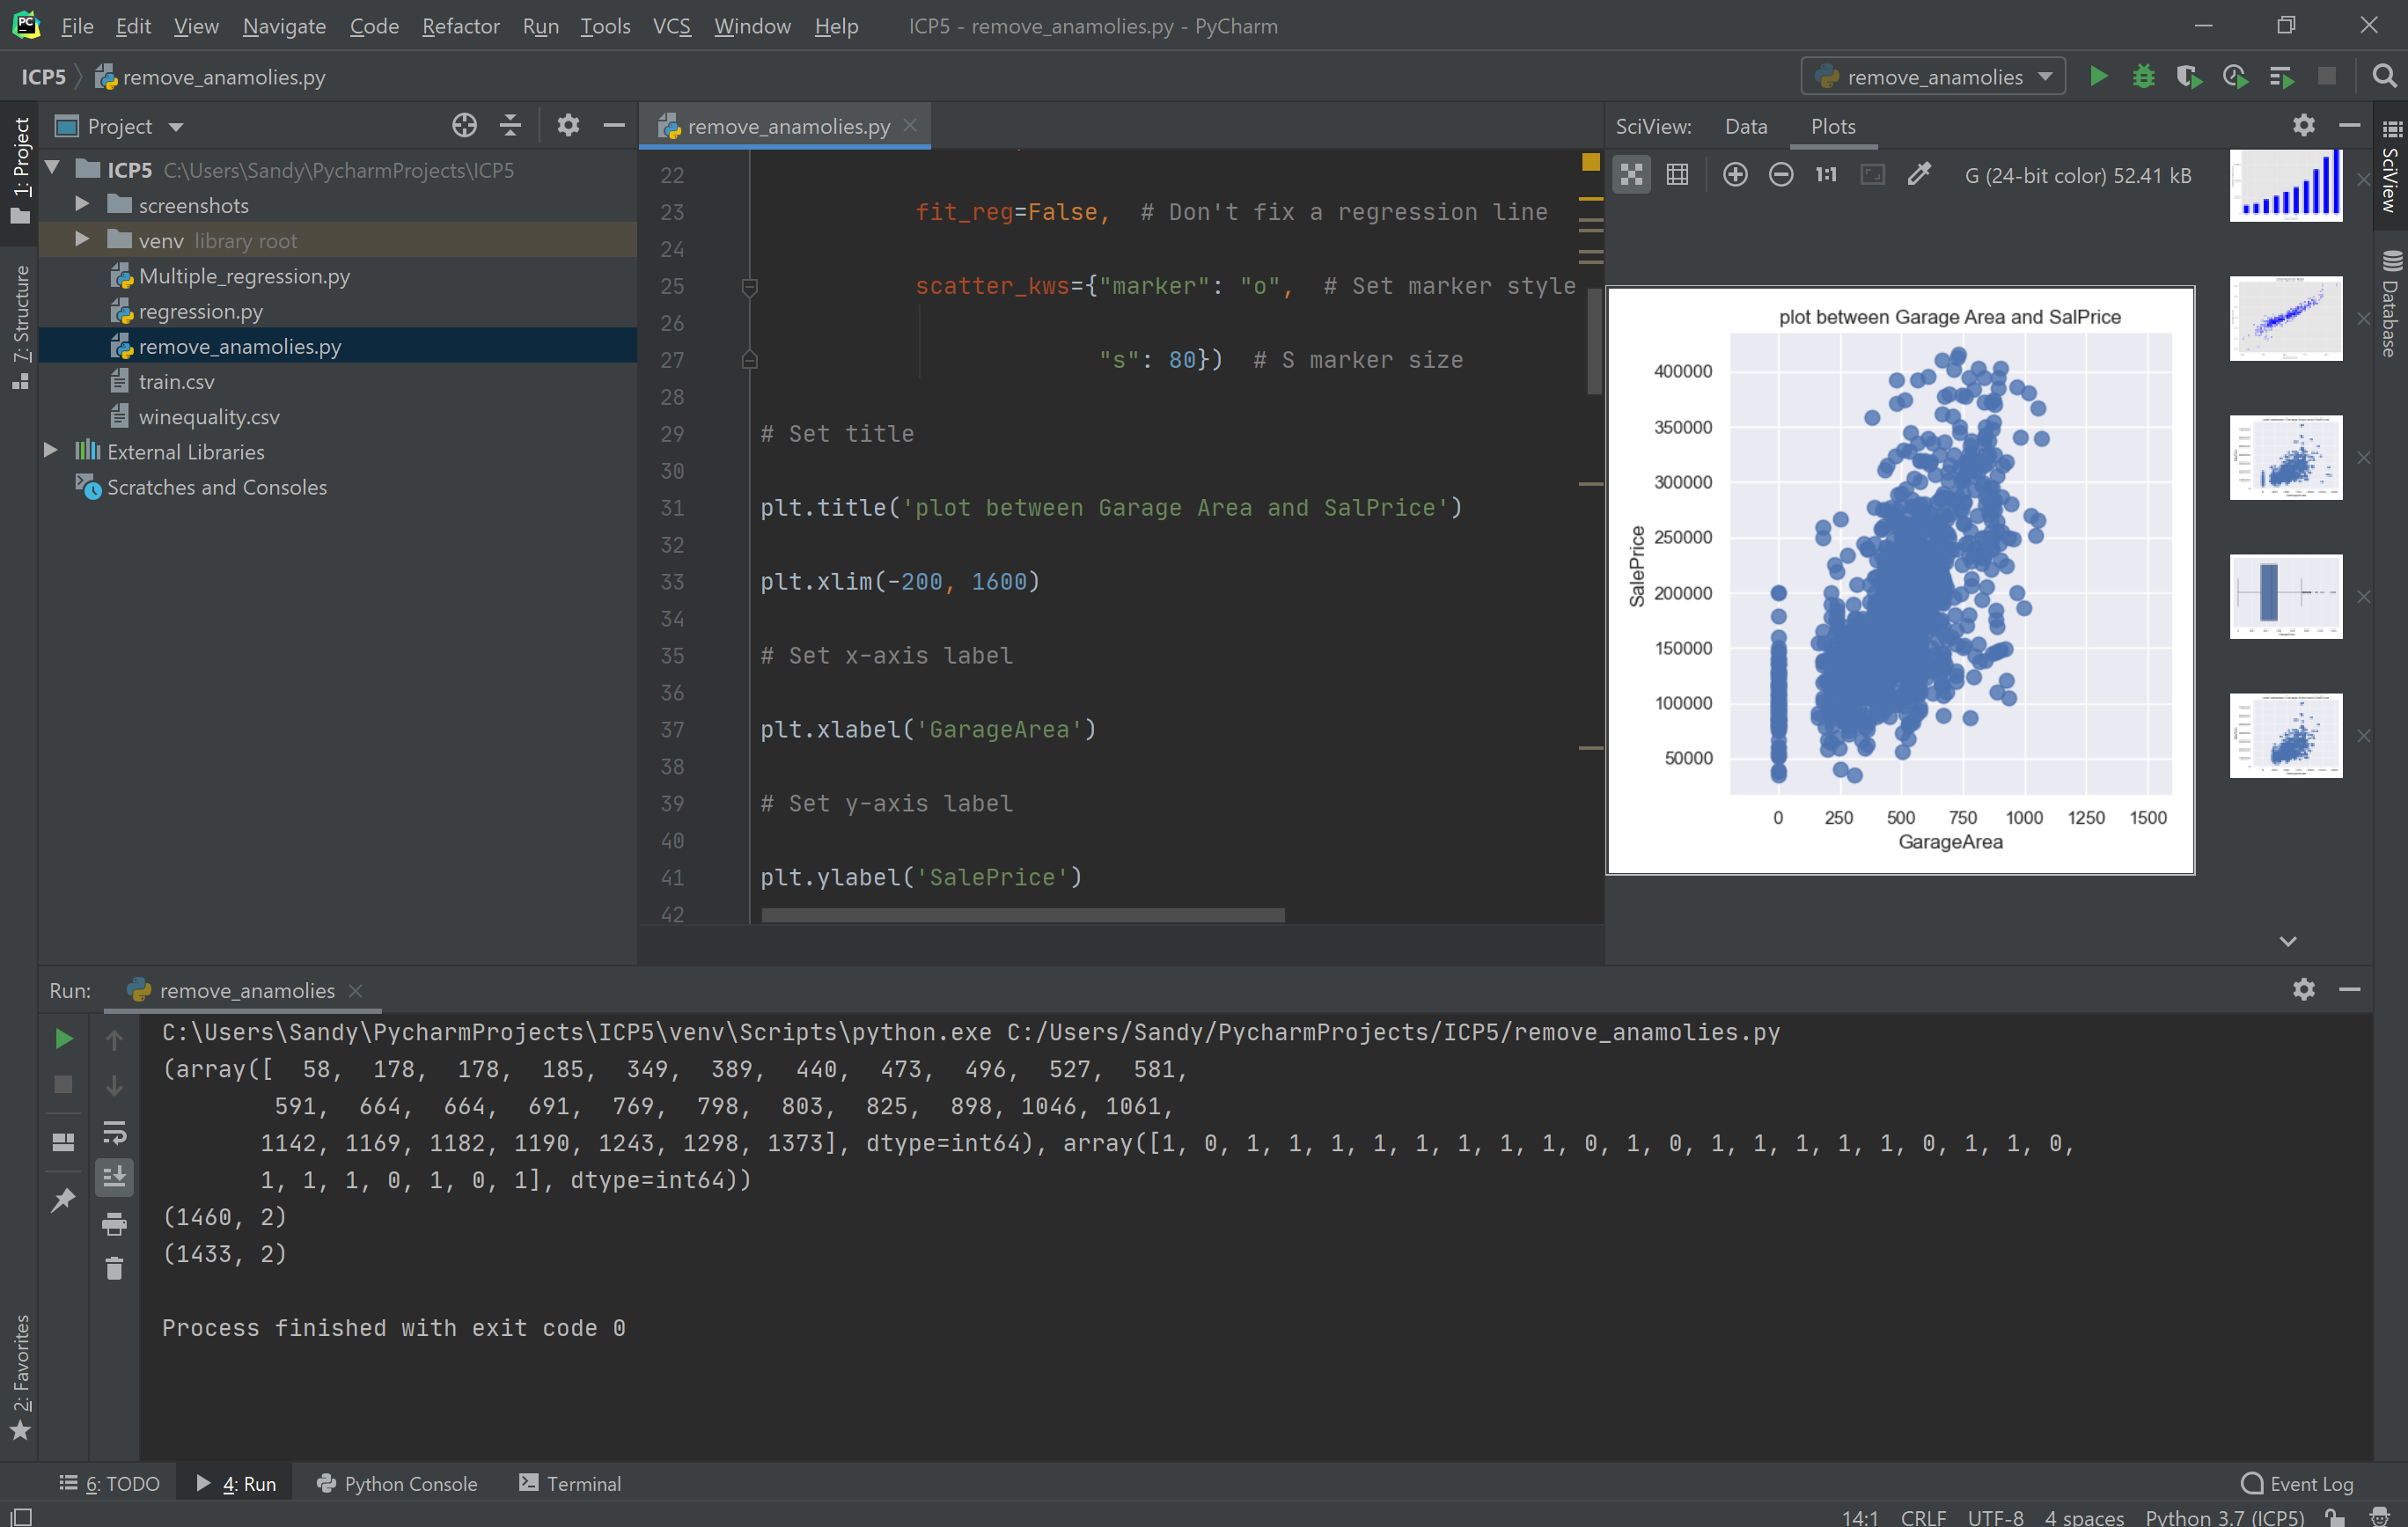 PC File Edit View Navigate Code Refactor Run Tools VCS Window Help ICP5 - remove_anamolies.py - PyCharm
ICP5 remove_anamolies.py remove_anamolies
1: Project
7: Structure
2: Favorites
Project
ICP5 C:\Users\Sandy\PycharmProjects\ICP5
screenshots
venv library root
Multiple_regression.py
regression.py
remove_anamolies.py
train.csv
winequality.csv
External Libraries
Scratches and Consoles
remove_anamolies.py
22
23 fit_reg=False, # Don't fix a regression line
24
25 scatter_kws={"marker": "o", # Set marker style
26
27 "s": 80}) # S marker size
28
29 # Set title
30
31 plt.title('plot between Garage Area and SalPrice')
32
33 plt.xlim(-200, 1600)
34
35 # Set x-axis label
36
37 plt.xlabel('GarageArea')
38
39 # Set y-axis label
40
41 plt.ylabel('SalePrice')
42
SciView: Data Plots
1:1 G (24-bit color) 52.41 kB
plot between Garage Area and SalPrice
400000
350000
300000
250000
200000
150000
100000
50000
SalePrice
0 250 500 750 1000 1250 1500
GarageArea
SciView
Database
Run: remove_anamolies
C:\Users\Sandy\PycharmProjects\ICP5\venv\Scripts\python.exe C:/Users/Sandy/PycharmProjects/ICP5/remove_anamolies.py
(array([ 58, 178, 178, 185, 349, 389, 440, 473, 496, 527, 581,
591, 664, 664, 691, 769, 798, 803, 825, 898, 1046, 1061,
1142, 1169, 1182, 1190, 1243, 1298, 1373], dtype=int64), array([1, 0, 1, 1, 1, 1, 1, 1, 1, 1, 0, 1, 0, 1, 1, 1, 1, 1, 0, 1, 1, 0,
1, 1, 1, 0, 1, 0, 1], dtype=int64))
(1460, 2)
(1433, 2)
Process finished with exit code 0
6: TODO 4: Run Python Console Terminal Event Log
14:1 CRLF UTF-8 4 spaces Python 3.7 (ICP5)